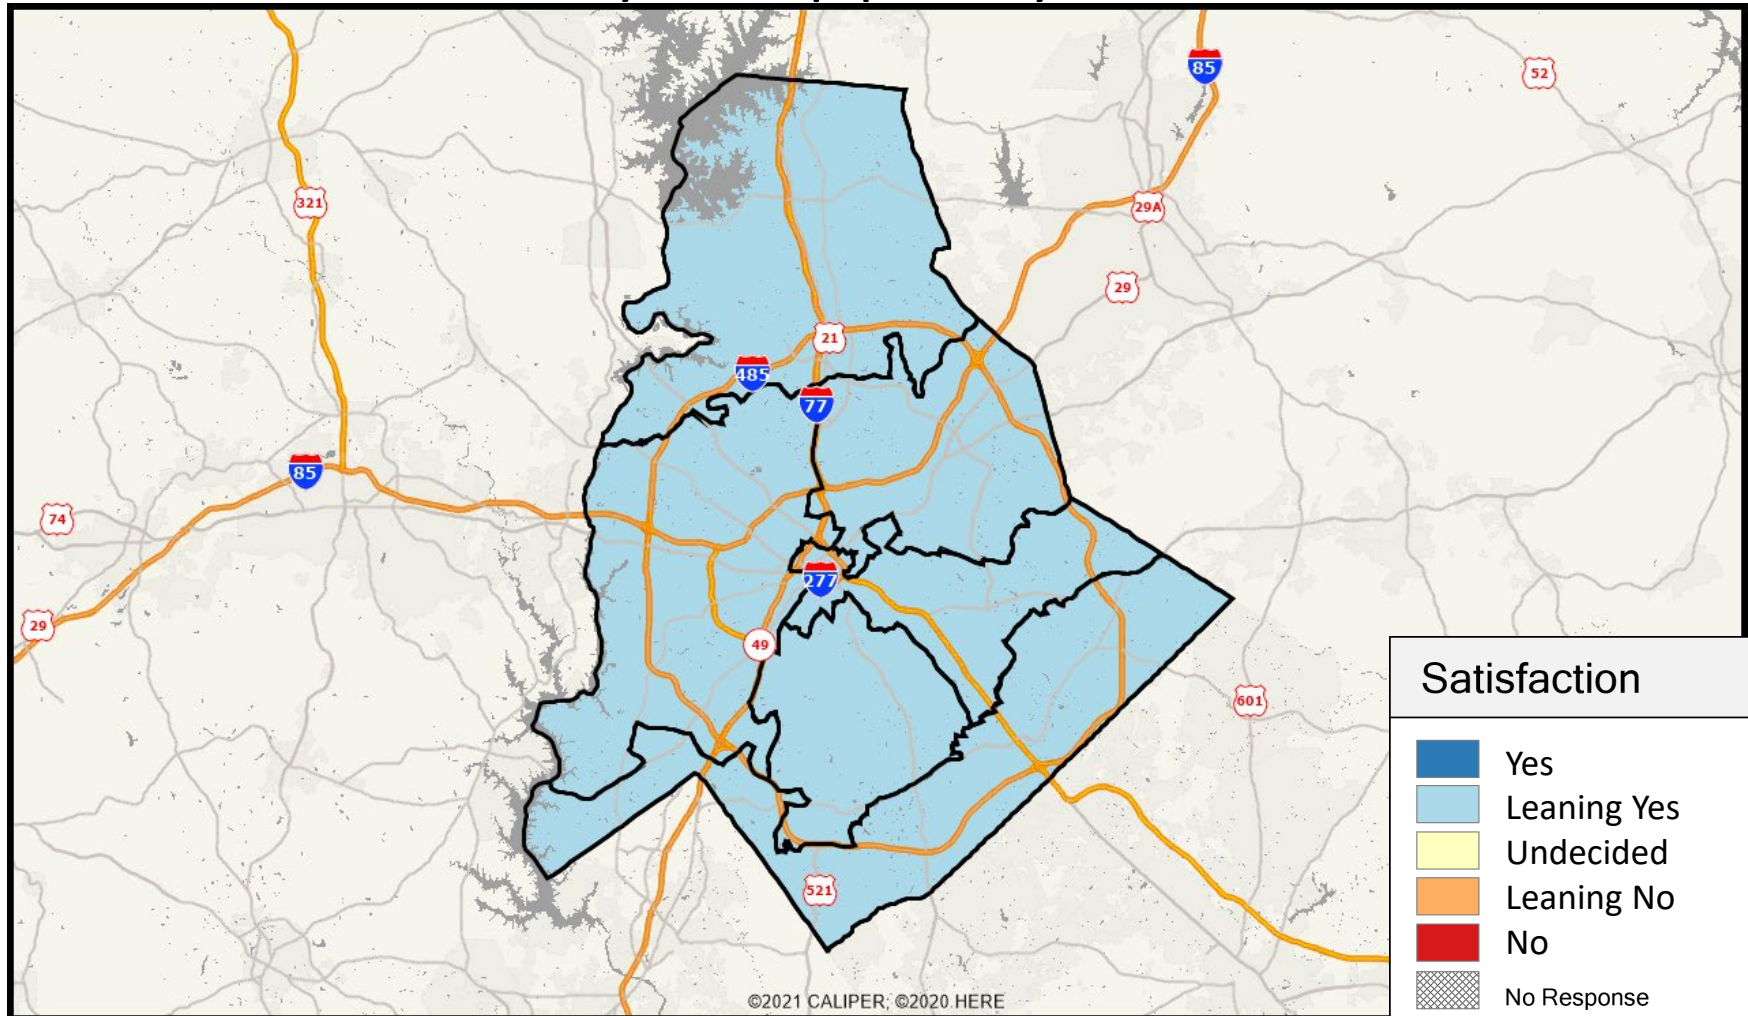 85
52
321
29A
29
21
485
77
85
74
277
29
49
601
521
Satisfaction
Yes
Leaning Yes
Undecided
Leaning No
No
No Response
©2021 CALIPER; ©2020 HERE